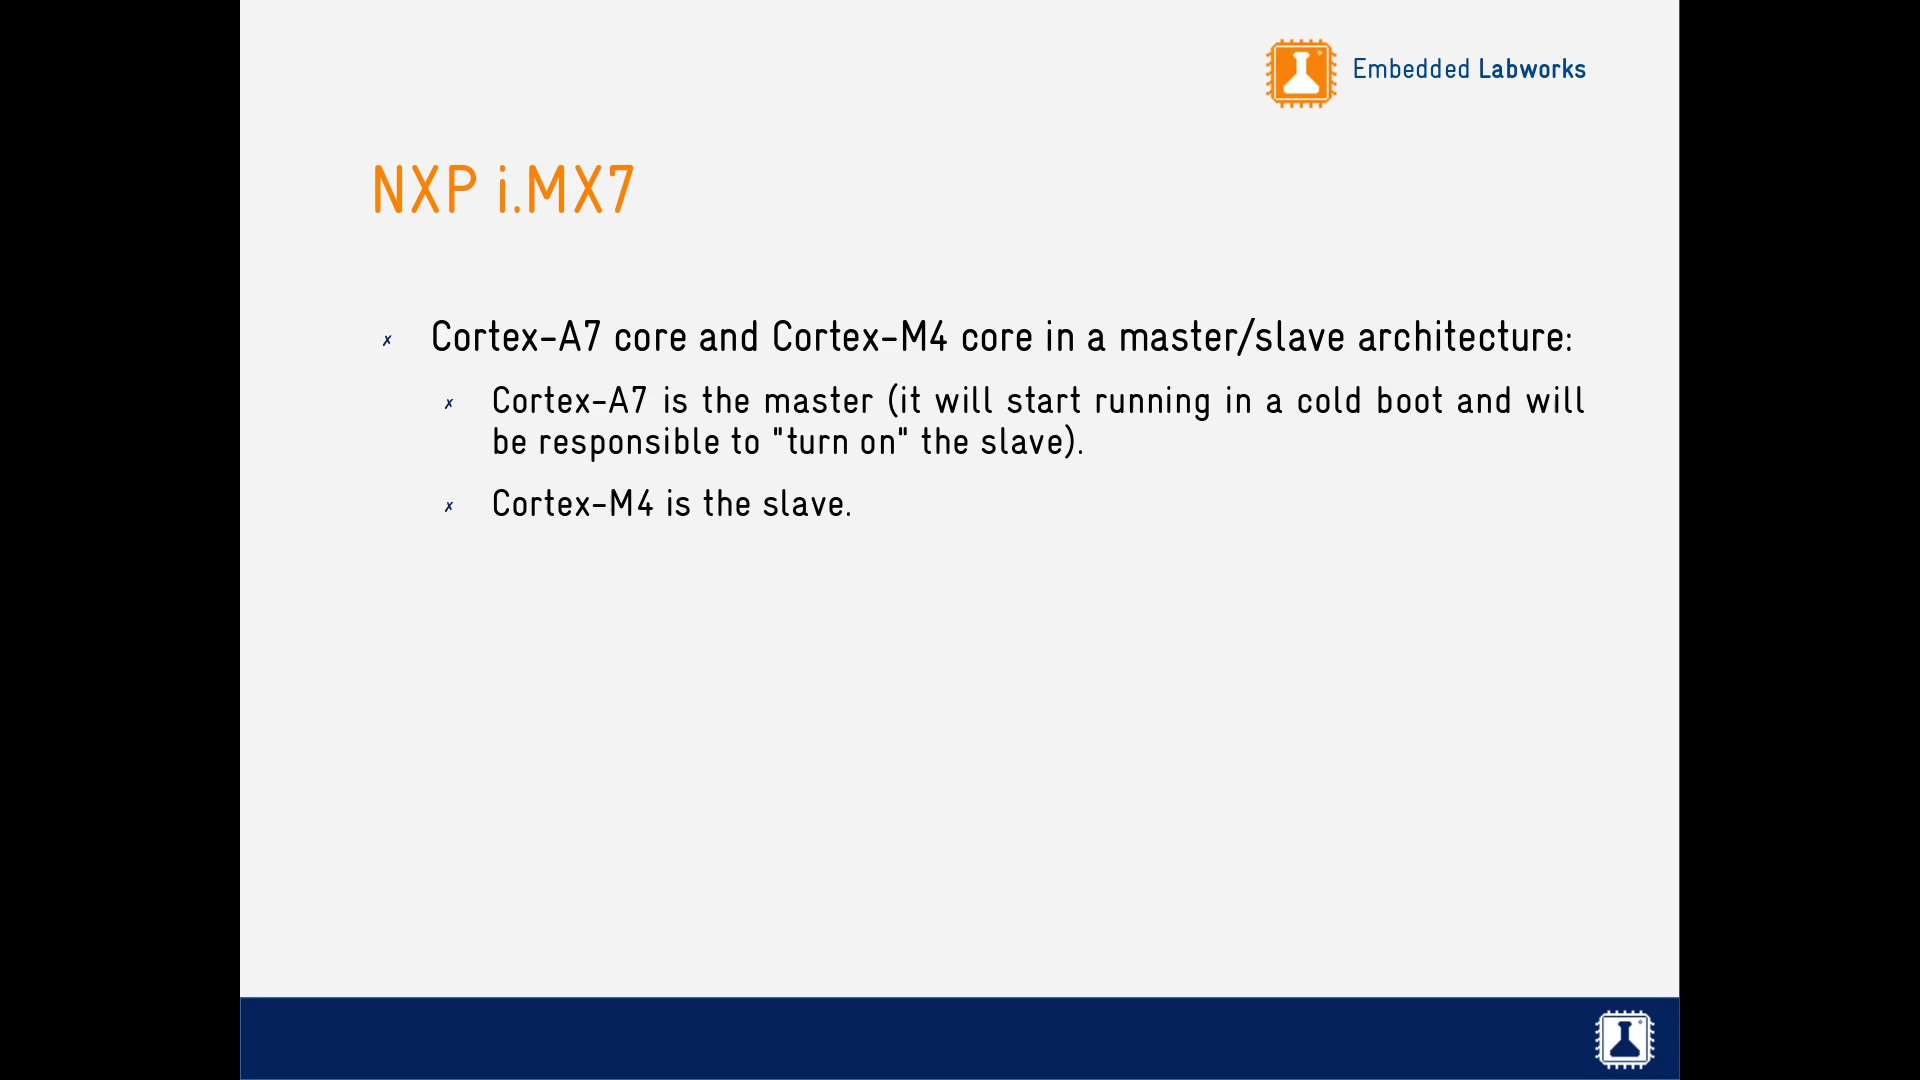 Embedded Labworks
NXP i.MX7
Cortex-A7 core and Cortex-M4 core in a master/slave architecture:
Cortex-A7 is the master (it will start running in a cold boot and will
be responsible to "turn on" the slave).
Cortex-M4 is the slave.